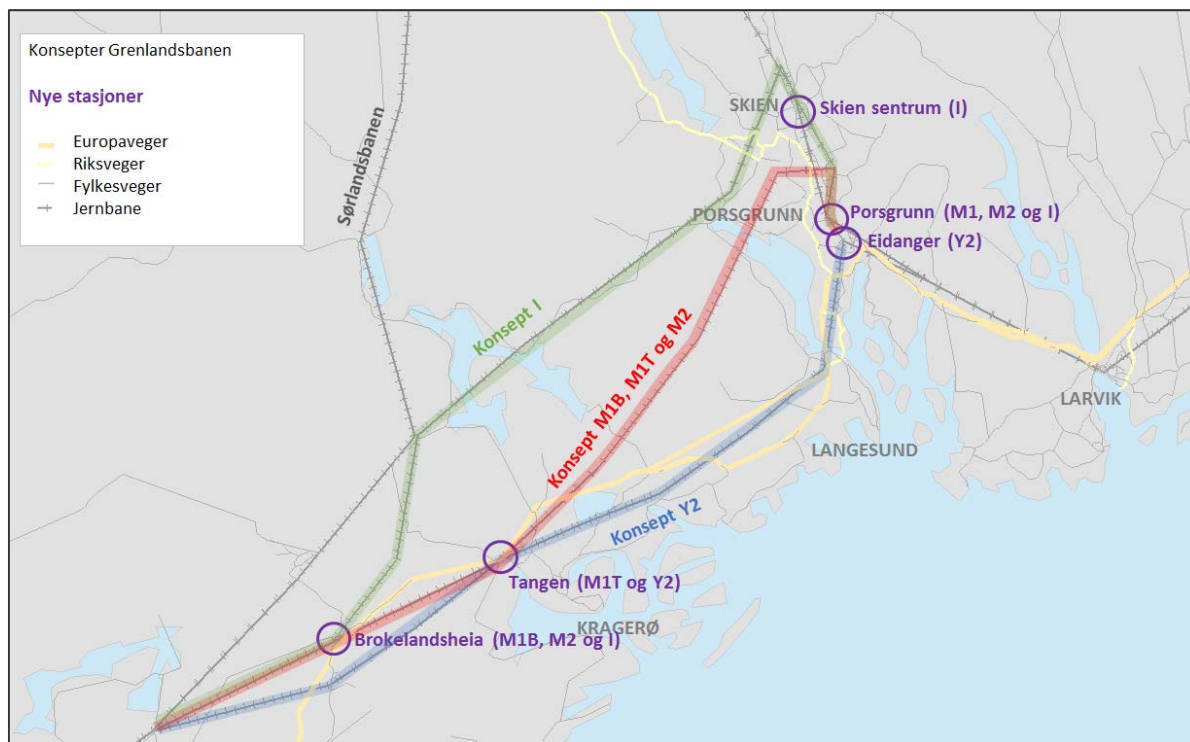 Konsepter Grenlandsbanen
Nye stasjoner
Europaveger
Riksveger
Fylkesveger
Jernbane
Sørlandsbanen
SKIEN
Skien sentrum (I)
PORSGRUNN
Porsgrunn (M1, M2 og I)
Eidanger (Y2)
Konsept I
Konsept M1B, M1T og M2
LARVIK
LANGESUND
Konsept Y2
Tangen (M1T og Y2)
KRAGERØ
Brokelandsheia (M1B, M2 og I)